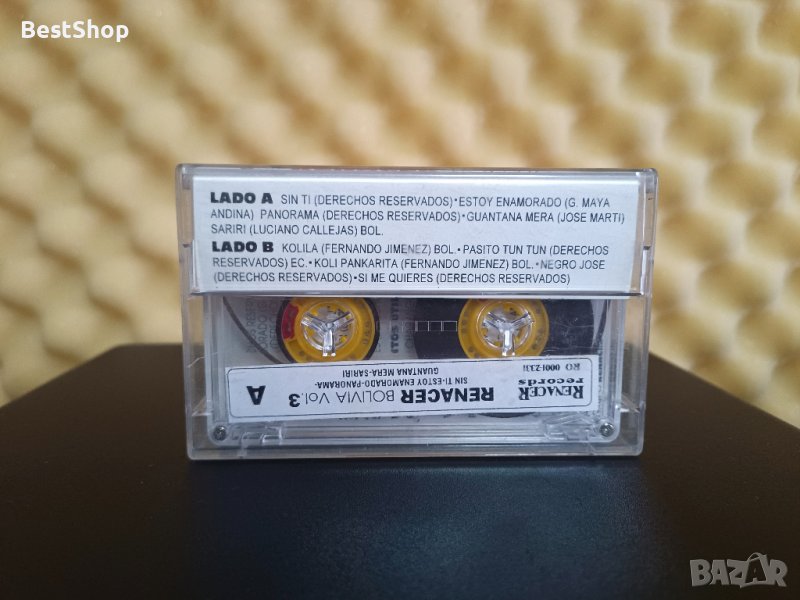 BestShop
LADO A SIN TI (DERECHOS RESERVADOS)•ESTOY ENAMORADO (G. MAYA
ANDINA) PANORAMA (DERECHOS RESERVADOS)•GUANTANA MERA (JOSE MARTI)
SARIRI (LUCIANO CALLEJAS) BOL.
LADO B KOLILA (FERNANDO JIMENEZ) BOL•PASITO TUN TUN (DERECHOS
RESERVADOS) EC.•KOLI PANKARITA (FERNANDO JIMENEZ) BOL.•NEGRO JOSE
(DERECHOS RESERVADOS)•SI ME QUIERES (DERECHOS RESERVADOS)
A
RENACER BOLIVIA Vol.3
SIN TI-ESTOY ENAMORADO-PANORAMA-
GUANTANA MERA-SARIRI
RENACER
records
BAZAR